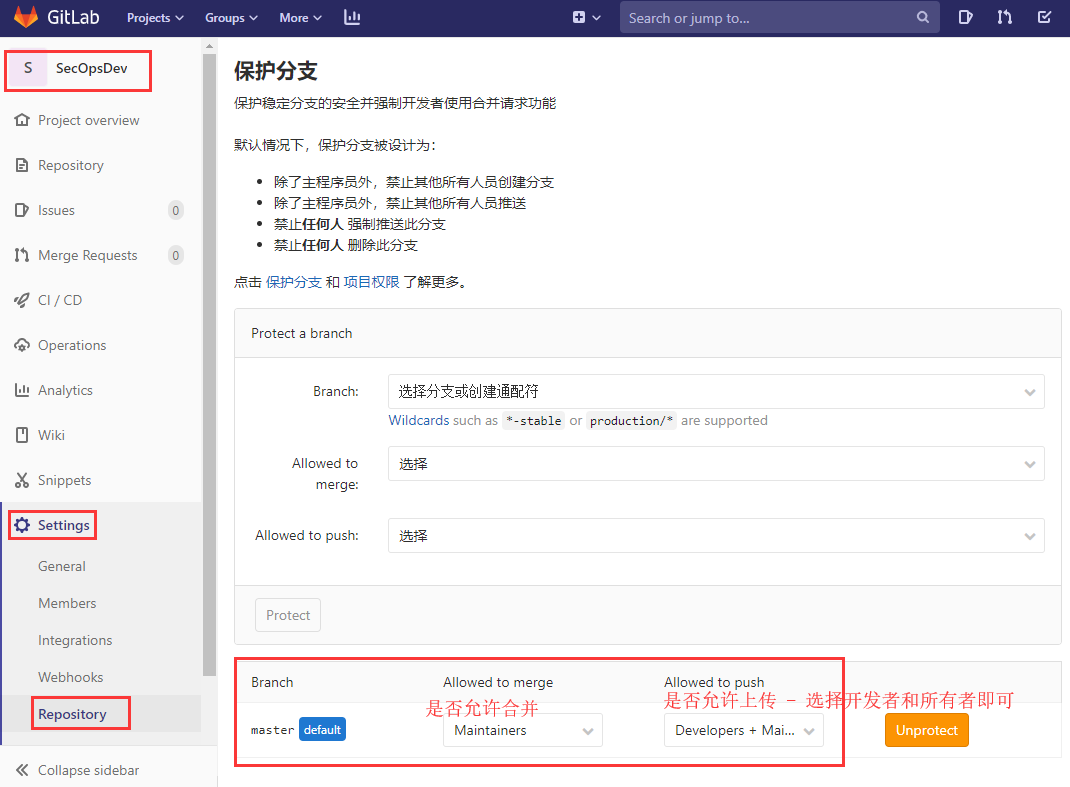 GitLab Projects Groups More Search or jump to...
S SecOpsDev
Project overview
Repository
Issues 0
Merge Requests 0
CI / CD
Operations
Analytics
Wiki
Snippets
Settings
General
Members
Integrations
Webhooks
Repository
Collapse sidebar
保护分支
保护稳定分支的安全并强制开发者使用合并请求功能
默认情况下，保护分支被设计为：
除了主程序员外，禁止其他所有人员创建分支
除了主程序员外，禁止其他所有人员推送
禁止任何人 强制推送此分支
禁止任何人 删除此分支
点击 保护分支 和 项目权限 了解更多。
Protect a branch
Branch: 选择分支或创建通配符
Wildcards such as *-stable or production/* are supported
Allowed to
merge: 选择
Allowed to push: 选择
Protect
Branch Allowed to merge Allowed to push
是否允许合并 是否允许上传 - 选择开发者和所有者即可
master default Maintainers Developers + Mai... Unprotect